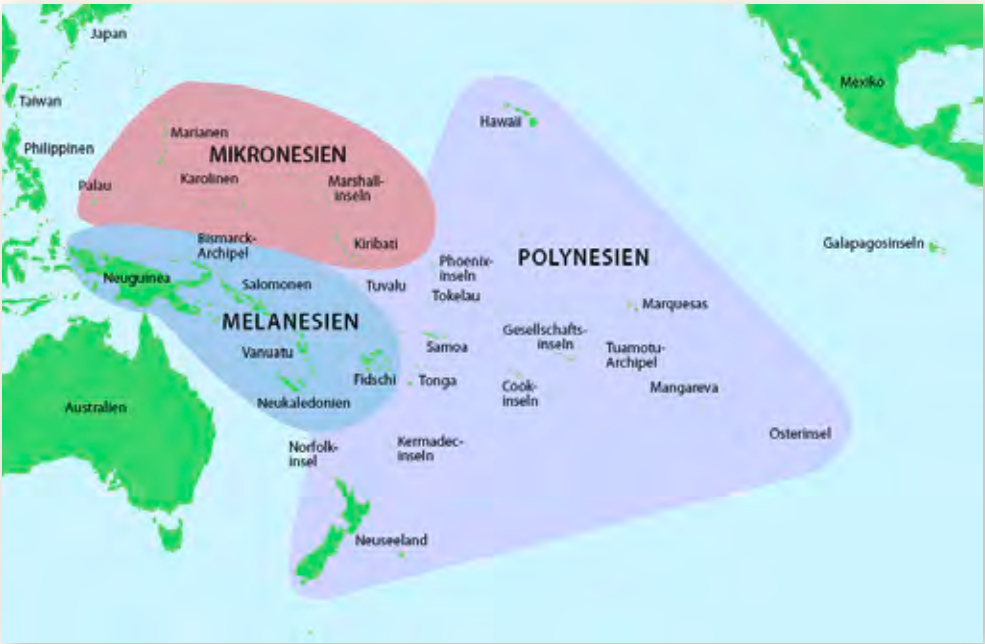 Japan
Mexiko
Taiwan
Hawaii
Marianen
Philippinen
MIKRONESIEN
Palau
Karolinen
Marshall-
inseln
Bismarck-
Archipel
Kiribati
Galapagosinseln
Phoenix-
inseln
POLYNESIEN
Neuguinea
Salomonen
Tuvalu
Tokelau
Marquesas
MELANESIEN
Gesellschafts-
inseln
Samoa
Vanuatu
Tuamotu-
Archipel
Fidschi
Tonga
Cook-
inseln
Mangareva
Neukaledonien
Australien
Osterinsel
Norfolk-
insel
Kermadec-
inseln
Neuseeland